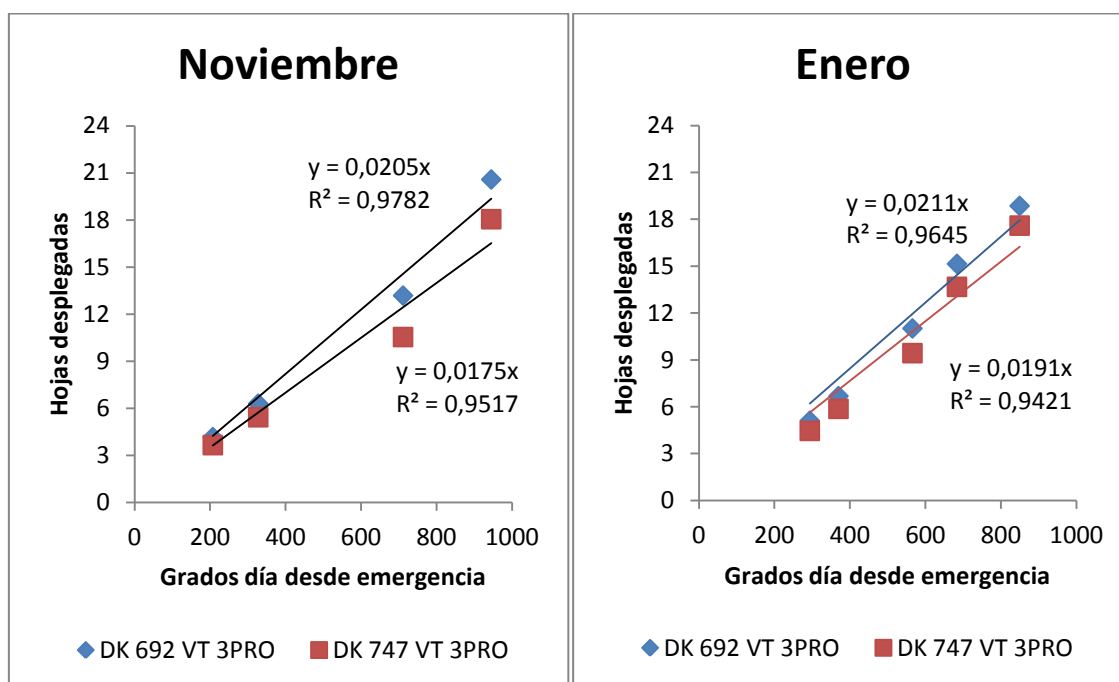 Noviembre
24
21
18
15
12
9
6
3
0
Hojas desplegadas
y = 0,0205x
R² = 0,9782
y = 0,0175x
R² = 0,9517
0 200 400 600 800 1000
Grados día desde emergencia
DK 692 VT 3PRO DK 747 VT 3PRO
Enero
24
21
18
15
12
9
6
3
0
Hojas desplegadas
y = 0,0211x
R² = 0,9645
y = 0,0191x
R² = 0,9421
0 200 400 600 800 1000
Grados día desde emergencia
DK 692 VT 3PRO DK 747 VT 3PRO